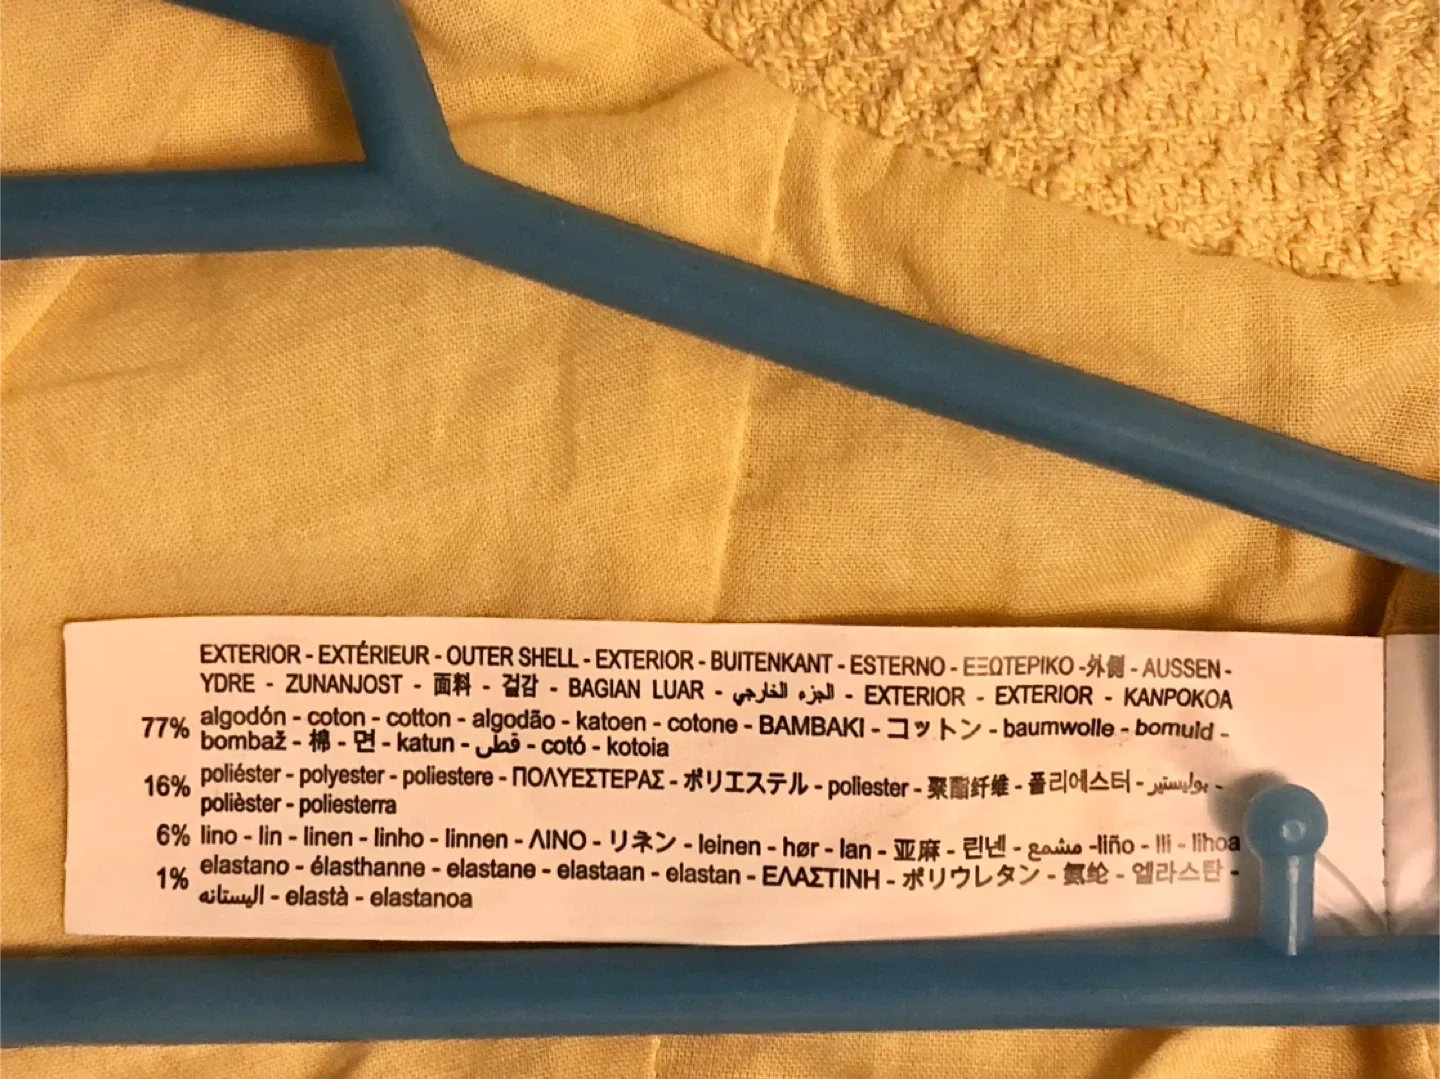 EXTERIOR - EXTÉRIEUR - OUTER SHELL - EXTERIOR - BUITENKANT - ESTERNO - ΕΞΩΤΕΡΙΚΟ -外側 - AUSSEN -
YDRE - ZUNANJOST - 面料 - 겉감 - BAGIAN LUAR - الجزء الخارجي - EXTERIOR - EXTERIOR - KANPOKOA
77% algodón - coton - cotton - algodão - katoen - cotone - BAMBAKI - コットン - baumwolle - bomuld -
bombaž - 棉 - 면 - katun - قطن - cotó - kotoia
16% poliéster - polyester - poliestere - ΠΟΛΥΕΣΤΕΡΑΣ - ポリエステル - poliester - 聚酯纤维 - 폴리에스터 - بوليستير -
polièster - poliesterra
6% lino - lin - linen - linho - linnen - ΛΙΝΟ - リネン - leinen - hør - lan - 亚麻 - 린넨 - مشمع -liño - lli - lihoa
1% elastano - élasthanne - elastane - elastaan - elastan - ΕΛΑΣΤΙΝΗ - ポリウレタン - 氨纶 - 엘라스탄 -
اليستانه - elastà - elastanoa